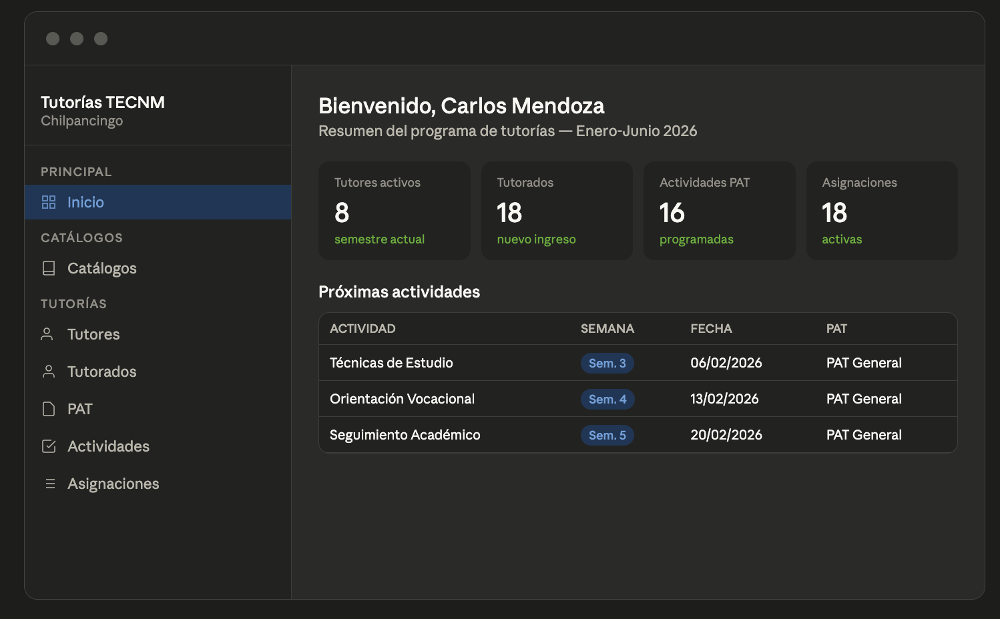 Tutorías TECNM
Chilpancingo
PRINCIPAL
Inicio
CATÁLOGOS
Catálogos
TUTORÍAS
Tutores
Tutorados
PAT
Actividades
Asignaciones
Bienvenido, Carlos Mendoza
Resumen del programa de tutorías — Enero-Junio 2026
Tutores activos
8
semestre actual
Tutorados
18
nuevo ingreso
Actividades PAT
16
programadas
Asignaciones
18
activas
Próximas actividades
ACTIVIDAD SEMANA FECHA PAT
Técnicas de Estudio Sem. 3 06/02/2026 PAT General
Orientación Vocacional Sem. 4 13/02/2026 PAT General
Seguimiento Académico Sem. 5 20/02/2026 PAT General